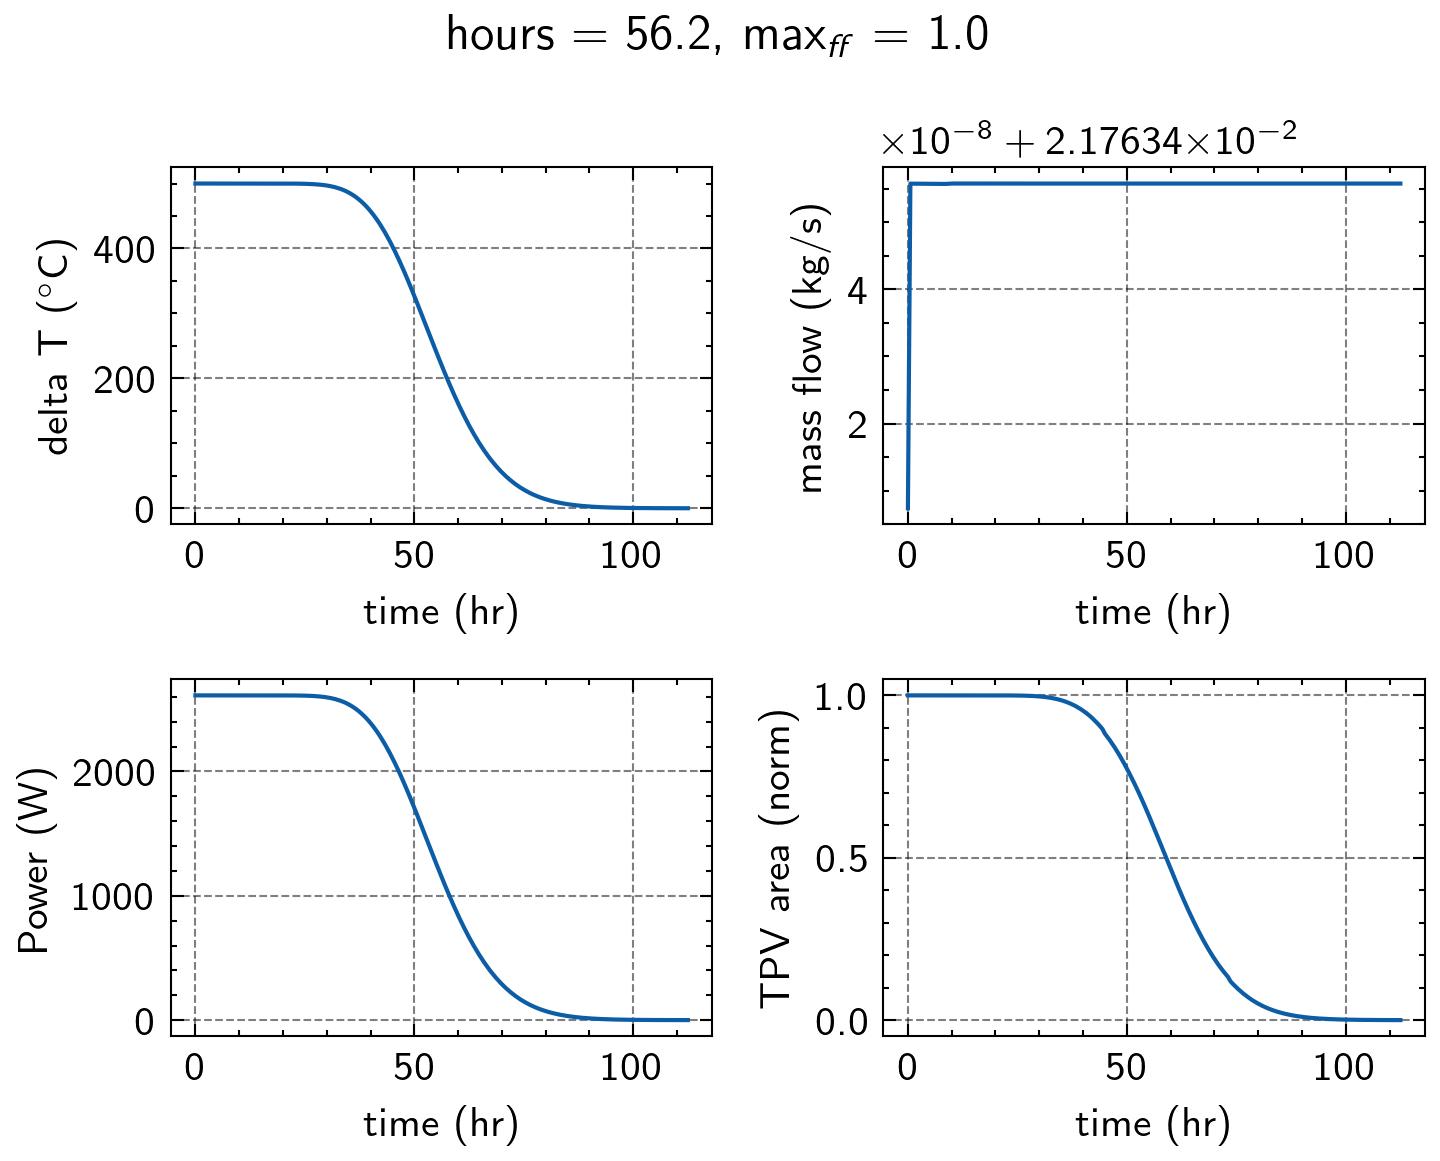 hours = 56.2, max_ff = 1.0
400
200
0
delta T (°C)
0 50 100
time (hr)
×10⁻⁸ + 2.17634×10⁻²
4
2
mass flow (kg/s)
0 50 100
time (hr)
2000
1000
0
Power (W)
0 50 100
time (hr)
1.0
0.5
0.0
TPV area (norm)
0 50 100
time (hr)